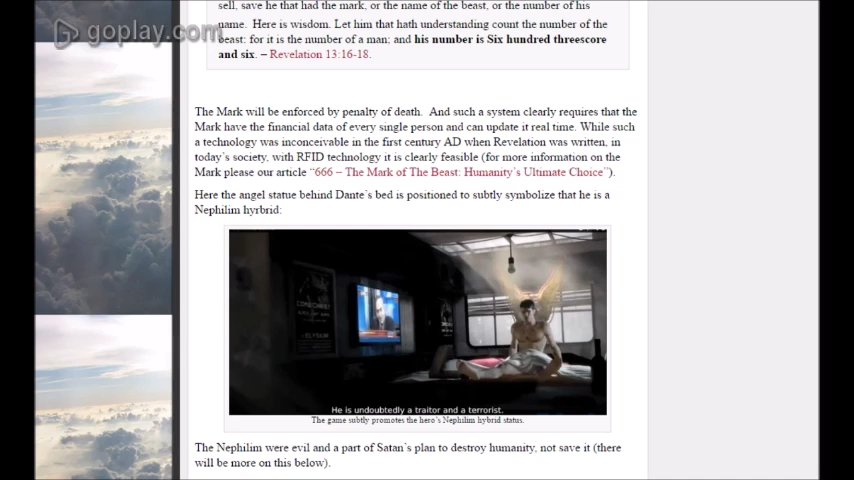 sell, save he that had the mark, or the name of the beast, or the number of his
name. Here is wisdom. Let him that hath understanding count the number of the
beast: for it is the number of a man; and his number is Six hundred threescore
and six. – Revelation 13:16-18.
goplay.com
The Mark will be enforced by penalty of death. And such a system clearly requires that the
Mark have the financial data of every single person and can update it real time. While such
a technology was inconceivable in the first century AD when Revelation was written, in
today's society, with RFID technology it is clearly feasible (for more information on the
Mark please our article “666 – The Mark of The Beast: Humanity's Ultimate Choice”).
Here the angel statue behind Dante's bed is positioned to subtly symbolize that he is a
Nephilim hyrbrid:
He is undoubtedly a traitor and a terrorist.
The game subtly promotes the hero's Nephilim hybrid status.
The Nephilim were evil and a part of Satan's plan to destroy humanity, not save it (there
will be more on this below).